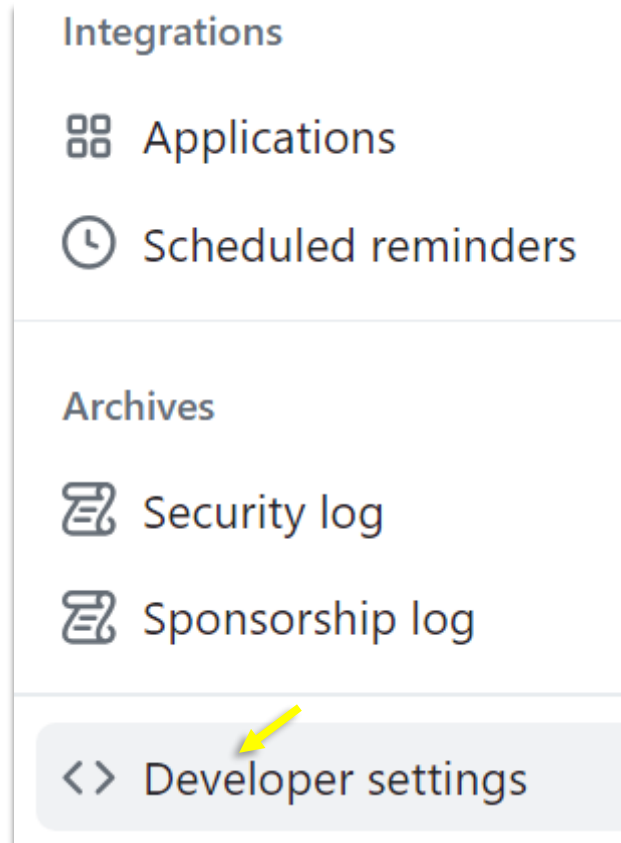 Integrations
Applications
Scheduled reminders
Archives
Security log
Sponsorship log
Developer settings